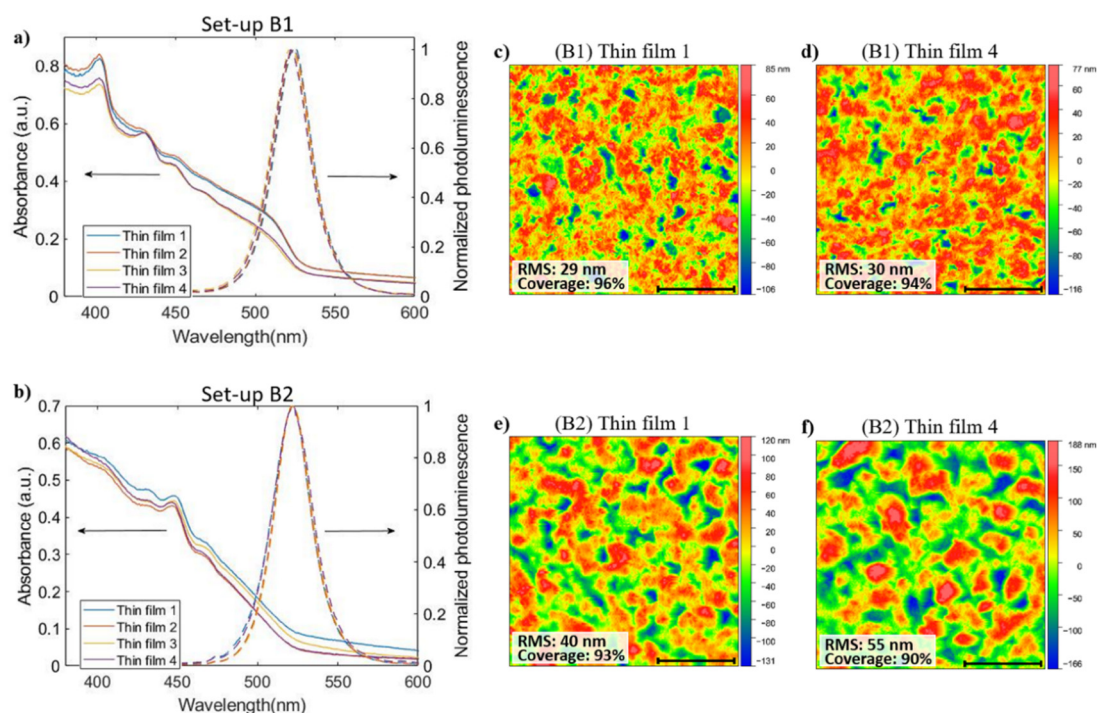 a)
Set-up B1
Absorbance (a.u.)
0.8
0.6
0.4
0.2
0
1
0.8
0.6
0.4
0.2
0
Normalized photoluminescence
Thin film 1
Thin film 2
Thin film 3
Thin film 4
400 450 500 550 600
Wavelength(nm)
c)
(B1) Thin film 1
85 nm
60
40
20
0
−20
−40
−60
−80
−106
RMS: 29 nm
Coverage: 96%
d)
(B1) Thin film 4
77 nm
60
40
20
0
−20
−40
−60
−80
−116
RMS: 30 nm
Coverage: 94%
b)
Set-up B2
Absorbance (a.u.)
0.7
0.6
0.5
0.4
0.3
0.2
0.1
0
1
0.8
0.6
0.4
0.2
0
Normalized photoluminescence
Thin film 1
Thin film 2
Thin film 3
Thin film 4
400 450 500 550 600
Wavelength(nm)
e)
(B2) Thin film 1
120 nm
80
60
40
20
0
−20
−40
−60
−80
−100
−131
RMS: 40 nm
Coverage: 93%
f)
(B2) Thin film 4
188 nm
150
100
50
0
−50
−100
−166
RMS: 55 nm
Coverage: 90%